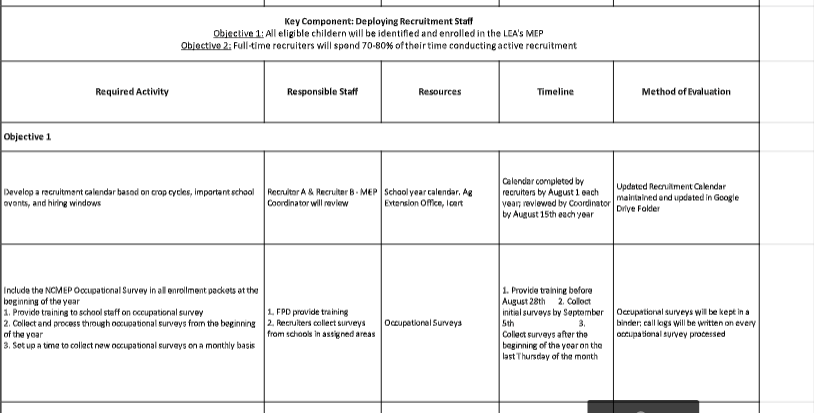 Key Component: Deploying Recruitment Staff
Objective 1: All eligible childern will be identified and enrolled in the LEA's MEP
Objective 2: Full-time recruiters will spend 70-80% of their time conducting active recruitment
Required Activity
Responsible Staff
Resources
Timeline
Method of Evaluation
Objective 1
Develop a recruitment calendar based on crop cycles, important school
events, and hiring windows
Recruiter A & Recruiter B - MEP
Coordinator will review
School year calendar, Ag
Extension Office, Icert
Calendar completed by
recruiters by August 1 each
year; reviewed by Coordinator
by August 15th each year
Updated Recruitment Calendar
maintained and updated in Google
Drive Folder
Include the NCMEP Occupational Survey in all enrollment packets at the
beginning of the year
1. Provide training to school staff on occupational survey
2. Collect and process through occupational surveys from the beginning
of the year
3. Set up a time to collect new occupational surveys on a monthly basis
1. FPD provide training
2. Recruiters collect surveys
from schools in assigned areas
Occupational Surveys
1. Provide training before
August 28th 2. Collect
initial surveys by September
5th 3.
Collect surveys after the
beginning of the year on the
last Thursday of the month
Occupational surveys will be kept in a
binder; call logs will be written on every
occupational survey processed